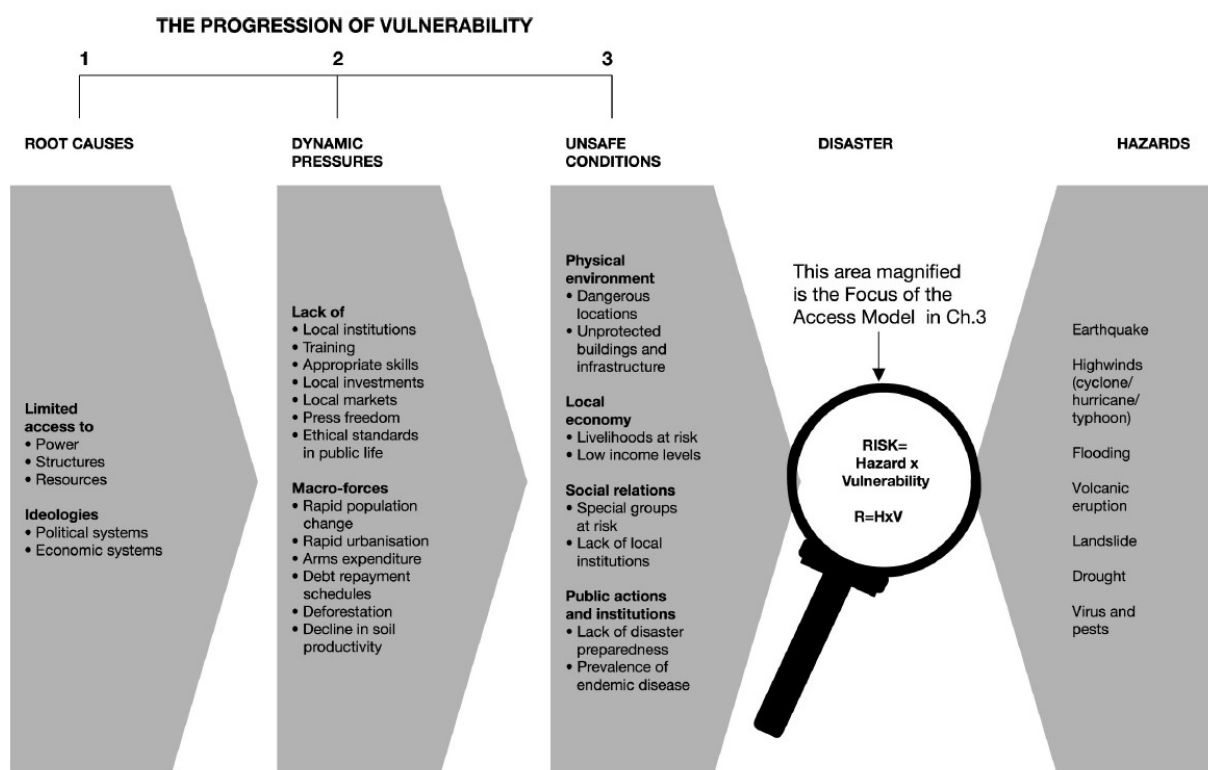 THE PROGRESSION OF VULNERABILITY
1
2
3
ROOT CAUSES
Limited
access to
• Power
• Structures
• Resources
Ideologies
• Political systems
• Economic systems
DYNAMIC
PRESSURES
Lack of
• Local institutions
• Training
• Appropriate skills
• Local investments
• Local markets
• Press freedom
• Ethical standards
in public life
Macro-forces
• Rapid population
change
• Rapid urbanisation
• Arms expenditure
• Debt repayment
schedules
• Deforestation
• Decline in soil
productivity
UNSAFE
CONDITIONS
Physical
environment
• Dangerous
locations
• Unprotected
buildings and
infrastructure
Local
economy
• Livelihoods at risk
• Low income levels
Social relations
• Special groups
at risk
• Lack of local
institutions
Public actions
and institutions
• Lack of disaster
preparedness
• Prevalence of
endemic disease
DISASTER
This area magnified
is the Focus of the
Access Model in Ch.3
RISK=
Hazard x
Vulnerability
R=HxV
HAZARDS
Earthquake
Highwinds
(cyclone/
hurricane/
typhoon)
Flooding
Volcanic
eruption
Landslide
Drought
Virus and
pests